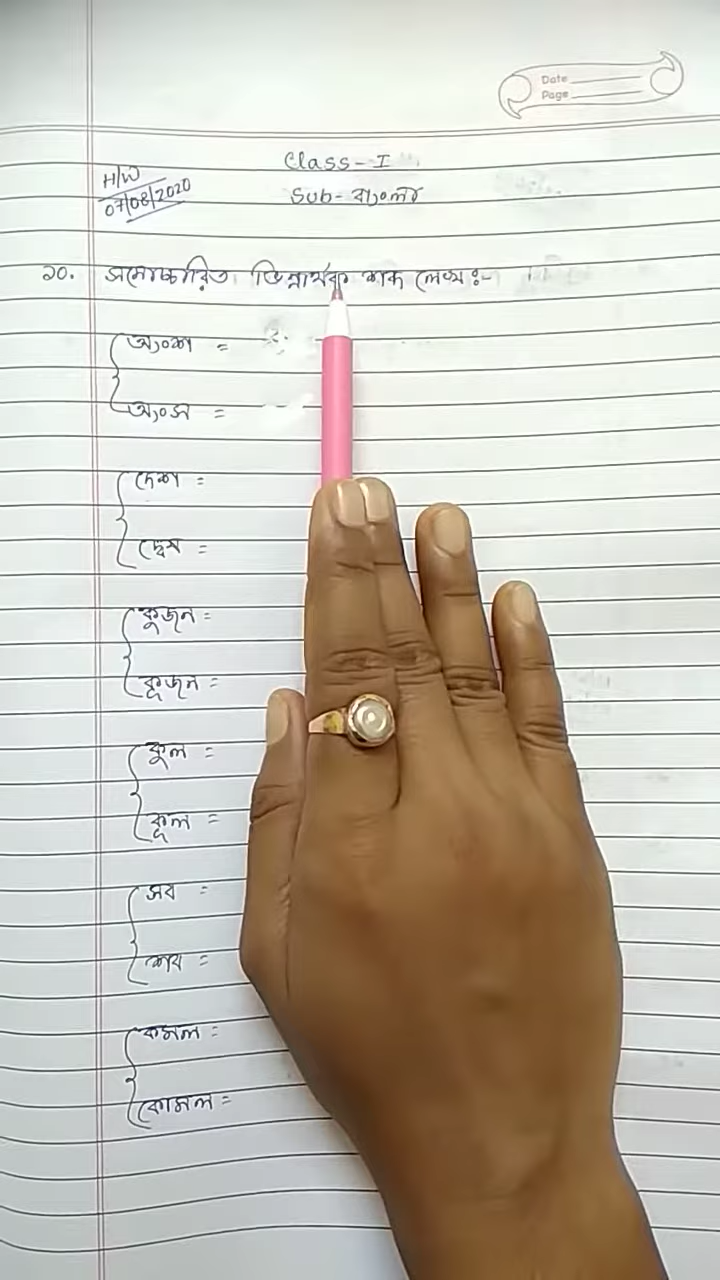 Date
Page
Class - I
H/W
07/08/2020
Sub - বাংলা
১০. সমোচ্চারিত ভিন্নার্থক শব্দ লেখঃ-
অংশ =
অংস =
দেশ =
দ্বেষ =
কুজন =
কূজন =
কুল =
কূল =
সব =
শব =
কমল =
কোমল =